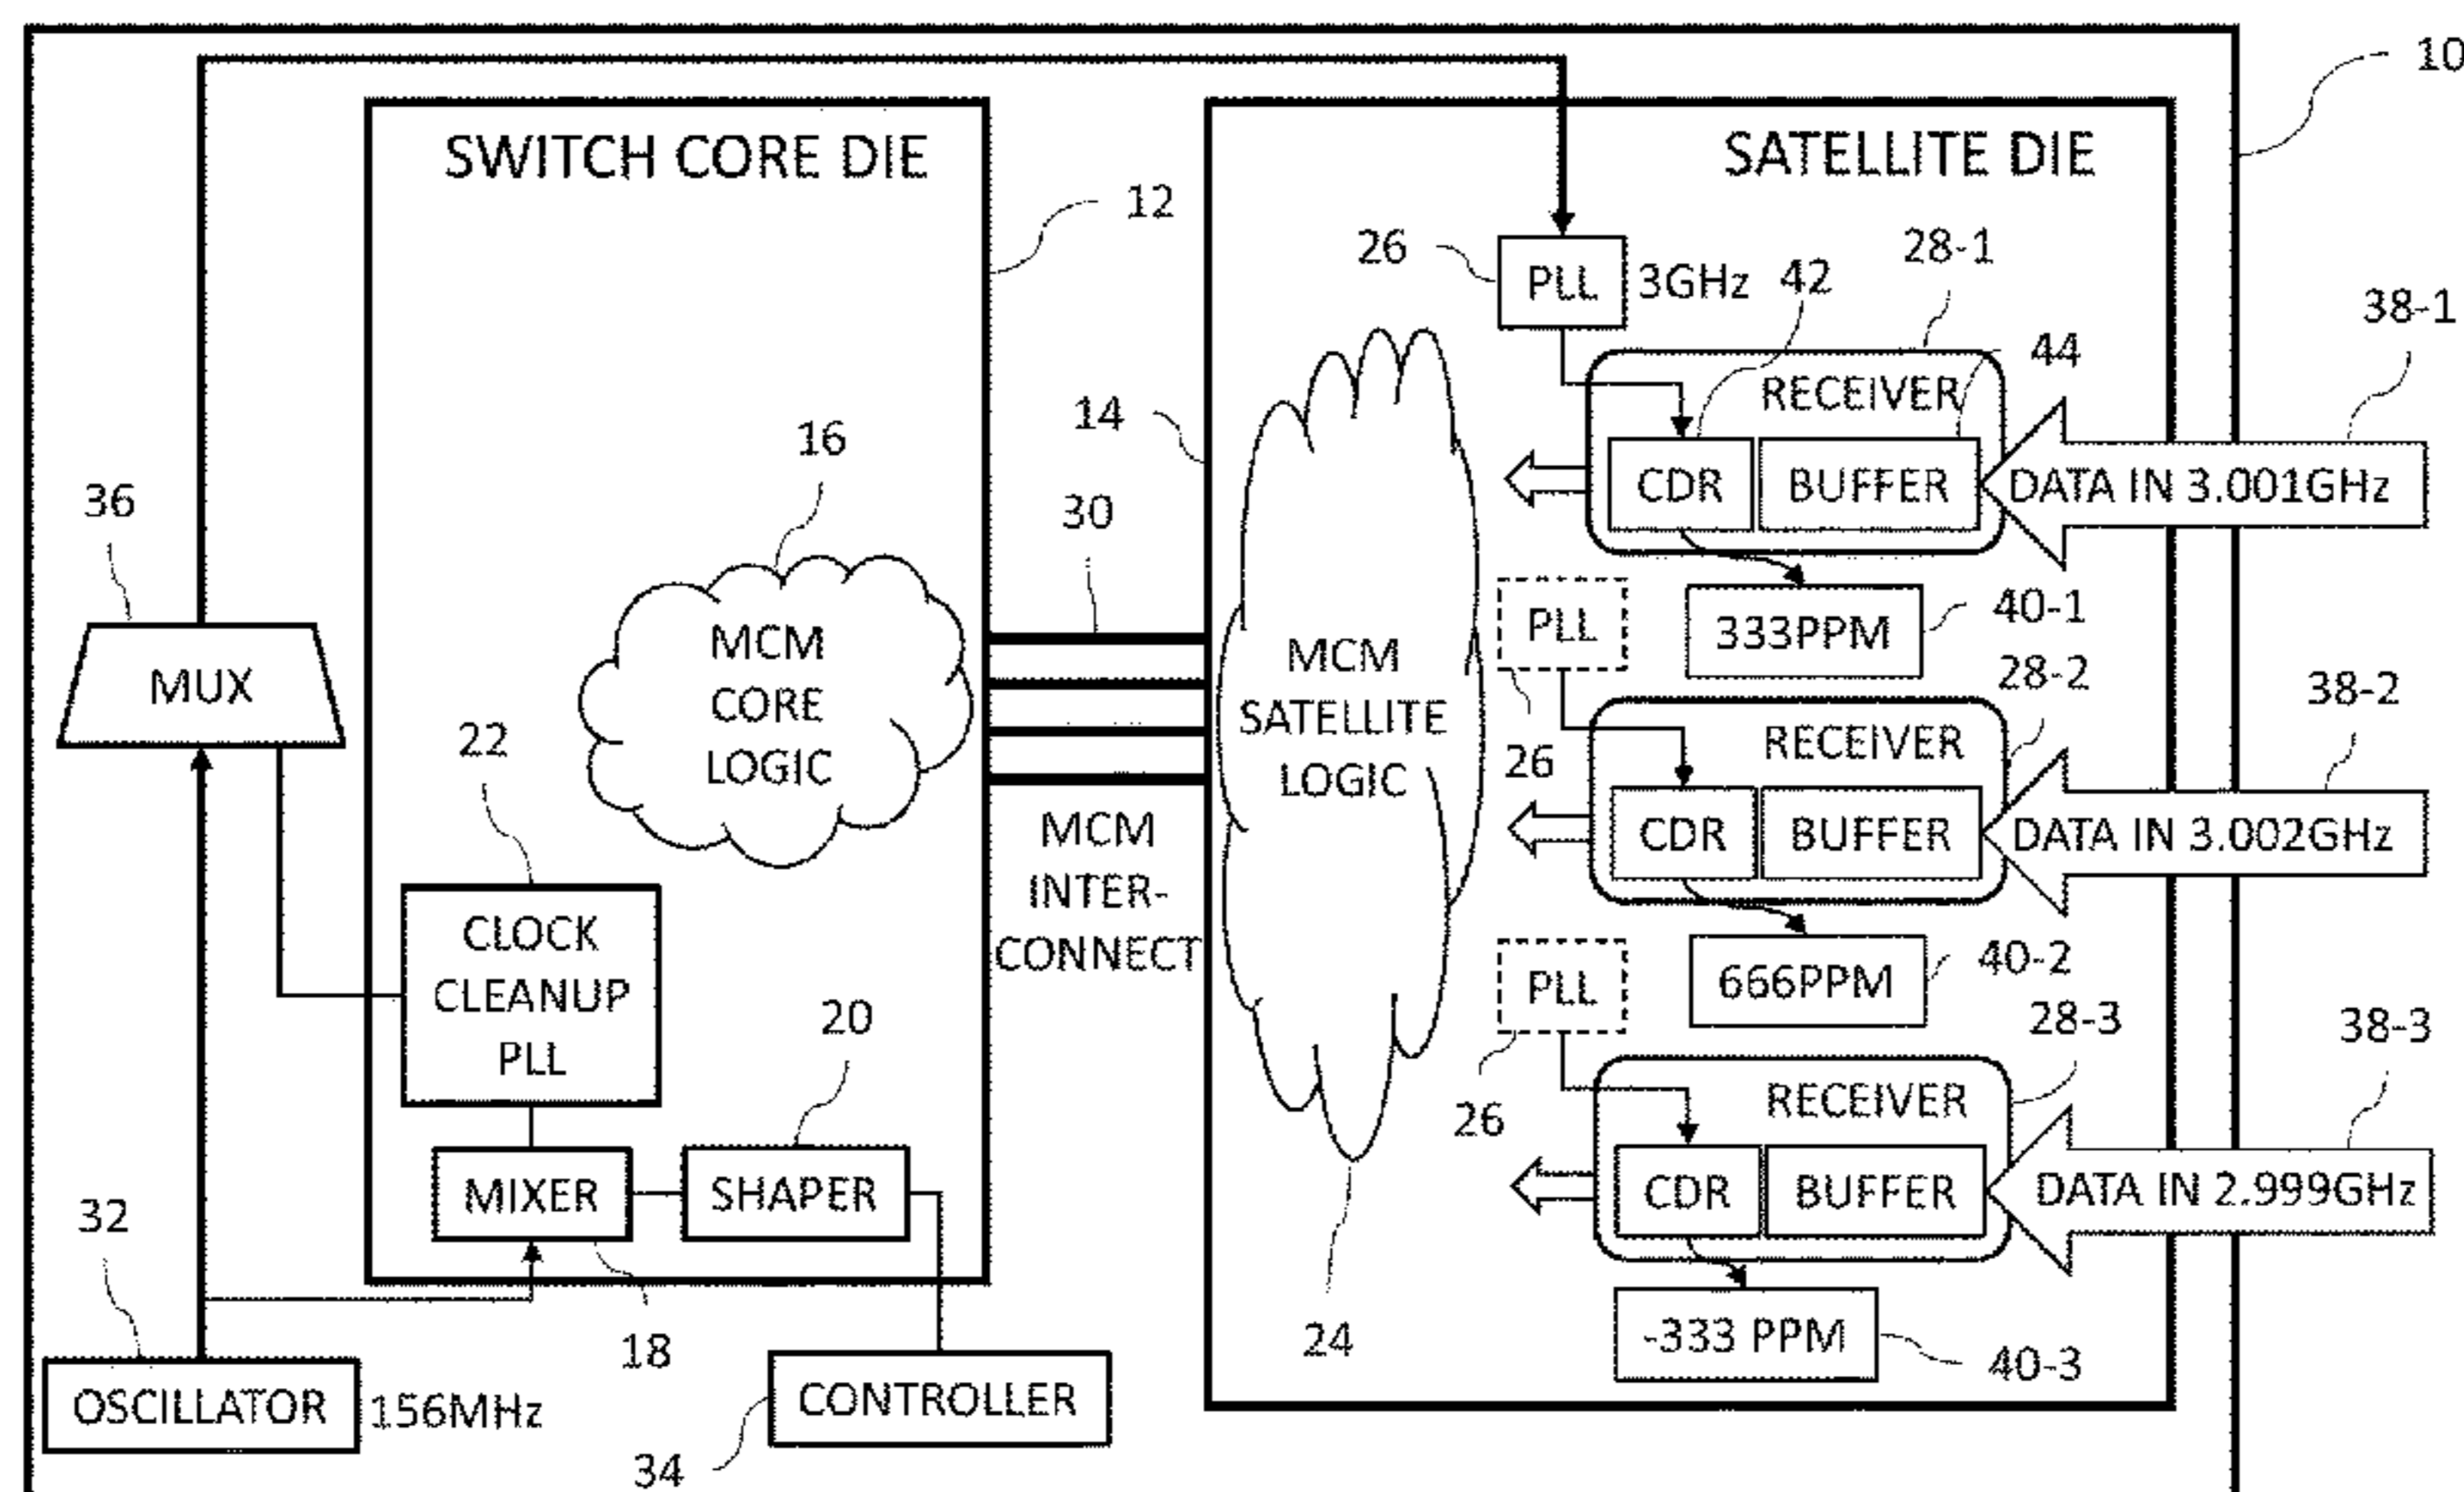 10
SWITCH CORE DIE
SATELLITE DIE
12
26
PLL
3GHz
42
28-1
38-1
44
RECEIVER
14
16
CDR
BUFFER
DATA IN 3.001GHz
36
30
PLL
333PPM
40-1
MCM
CORE
LOGIC
MCM
SATELLITE
LOGIC
MUX
28-2
38-2
22
26
RECEIVER
CDR
BUFFER
DATA IN 3.002GHz
MCM
INTER-
CONNECT
CLOCK
CLEANUP
PLL
PLL
666PPM
40-2
20
28-3
38-3
26
RECEIVER
MIXER
SHAPER
CDR
BUFFER
DATA IN 2.999GHz
32
18
24
-333 PPM
40-3
OSCILLATOR
156MHz
CONTROLLER
34